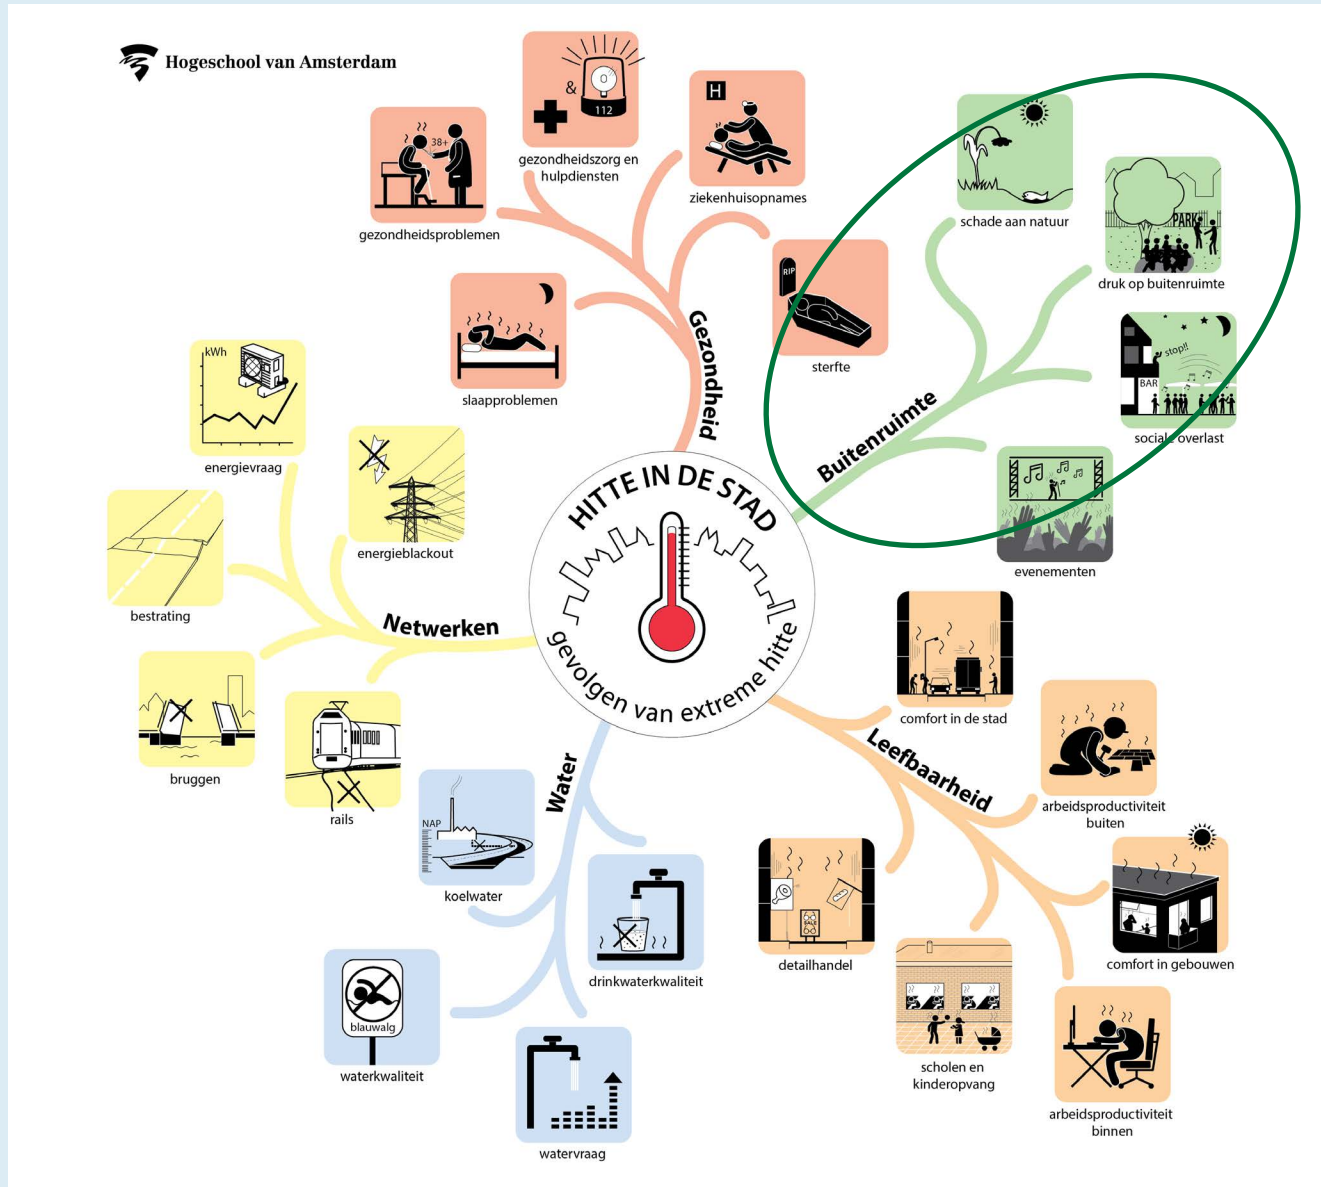 Hogeschool van Amsterdam
&
112
gezondheidszorg en
hulpdiensten
38+
gezondheidsproblemen
H
ziekenhuisopnames
slaapproblemen
RIP
sterfte
Gezondheid
schade aan natuur
PARK
druk op buitenruimte
stop!!
BAR
sociale overlast
evenementen
Buitenruimte
kWh
energievraag
energieblackout
bestrating
bruggen
rails
Netwerken
HITTE IN DE STAD
gevolgen van extreme hitte
comfort in de stad
arbeidsproductiviteit
buiten
Leefbaarheid
SALE
detailhandel
comfort in gebouwen
scholen en
kinderopvang
arbeidsproductiviteit
binnen
Water
NAP
koelwater
drinkwaterkwaliteit
blauwalg
waterkwaliteit
watervraag